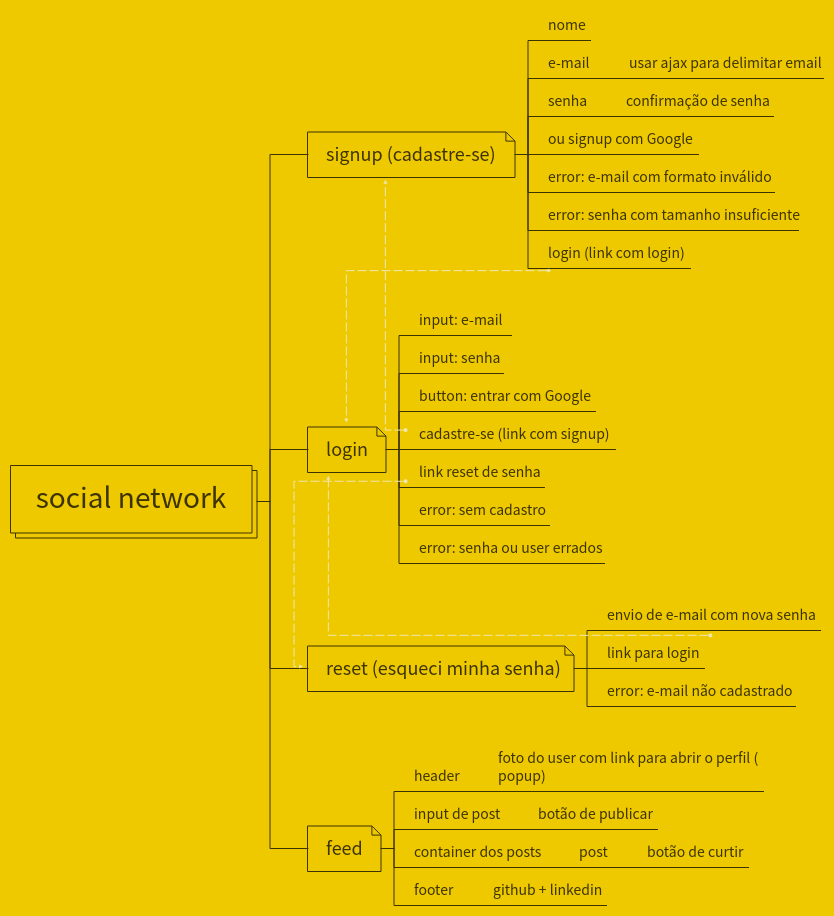 social network
signup (cadastre-se)
nome
e-mail usar ajax para delimitar email
senha confirmação de senha
ou signup com Google
error: e-mail com formato inválido
error: senha com tamanho insuficiente
login (link com login)
login
input: e-mail
input: senha
button: entrar com Google
cadastre-se (link com signup)
link reset de senha
error: sem cadastro
error: senha ou user errados
reset (esqueci minha senha)
envio de e-mail com nova senha
link para login
error: e-mail não cadastrado
feed
header foto do user com link para abrir o perfil (
popup)
input de post botão de publicar
container dos posts post botão de curtir
footer github + linkedin